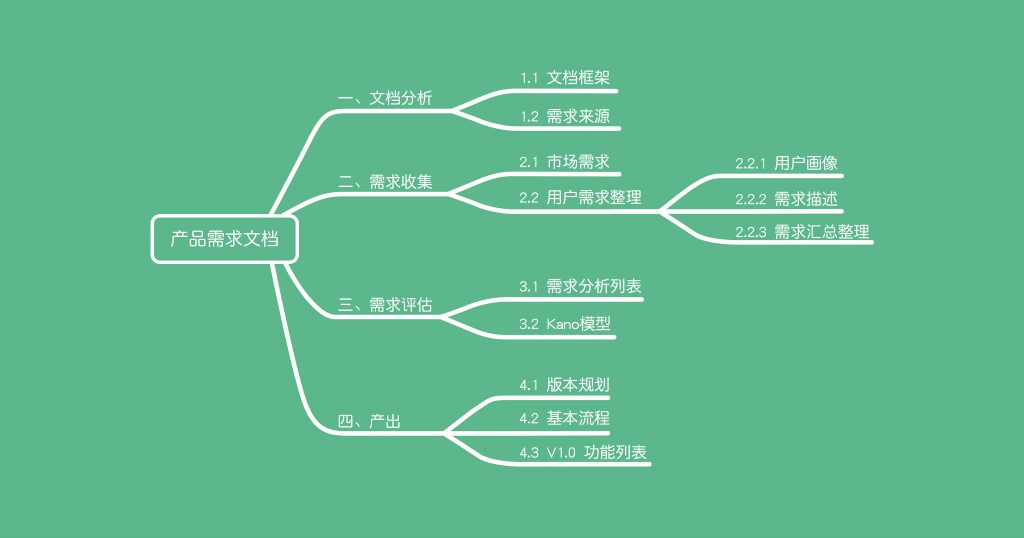 产品需求文档
一、文档分析
1.1 文档框架
1.2 需求来源
二、需求收集
2.1 市场需求
2.2 用户需求整理
2.2.1 用户画像
2.2.2 需求描述
2.2.3 需求汇总整理
三、需求评估
3.1 需求分析列表
3.2 Kano模型
四、产出
4.1 版本规划
4.2 基本流程
4.3 V1.0 功能列表